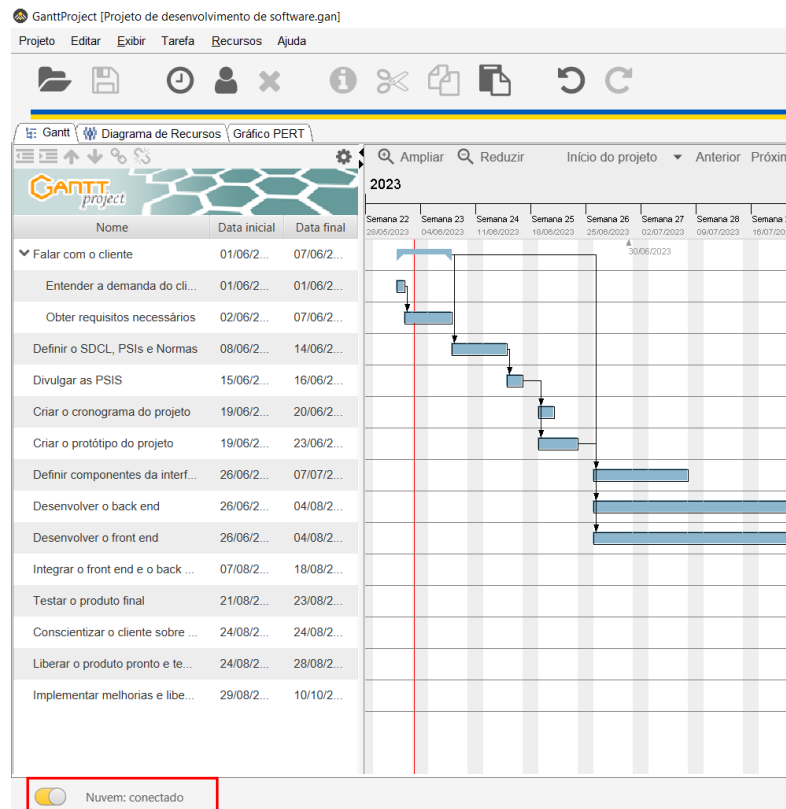 GanttProject [Projeto de desenvolvimento de software.gan]
Projeto Editar Exibir Tarefa Recursos Ajuda
Gantt Diagrama de Recursos Gráfico PERT
Ampliar Reduzir Início do projeto Anterior Próxim
GANTT project
2023
Nome Data inicial Data final
Semana 22 Semana 23 Semana 24 Semana 25 Semana 26 Semana 27 Semana 28 Semana
28/05/2023 04/06/2023 11/06/2023 18/06/2023 25/06/2023 02/07/2023 09/07/2023 16/07/20
30/06/2023
Falar com o cliente 01/06/2... 07/06/2...
Entender a demanda do cli... 01/06/2... 01/06/2...
Obter requisitos necessários 02/06/2... 07/06/2...
Definir o SDCL, PSIs e Normas 08/06/2... 14/06/2...
Divulgar as PSIS 15/06/2... 16/06/2...
Criar o cronograma do projeto 19/06/2... 20/06/2...
Criar o protótipo do projeto 19/06/2... 23/06/2...
Definir componentes da interf... 26/06/2... 07/07/2...
Desenvolver o back end 26/06/2... 04/08/2...
Desenvolver o front end 26/06/2... 04/08/2...
Integrar o front end e o back ... 07/08/2... 18/08/2...
Testar o produto final 21/08/2... 23/08/2...
Conscientizar o cliente sobre ... 24/08/2... 24/08/2...
Liberar o produto pronto e te... 24/08/2... 28/08/2...
Implementar melhorias e libe... 29/08/2... 10/10/2...
Nuvem: conectado